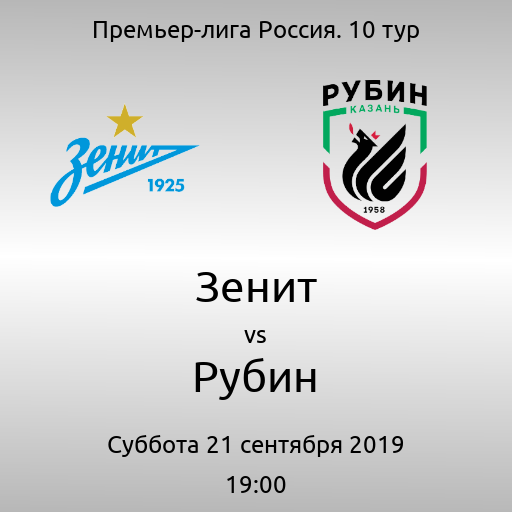 Премьер-лига Россия. 10 тур
РУБИН
КАЗАНЬ
Зенит
1925
1958
Зенит
vs
Рубин
Суббота 21 сентября 2019
19:00